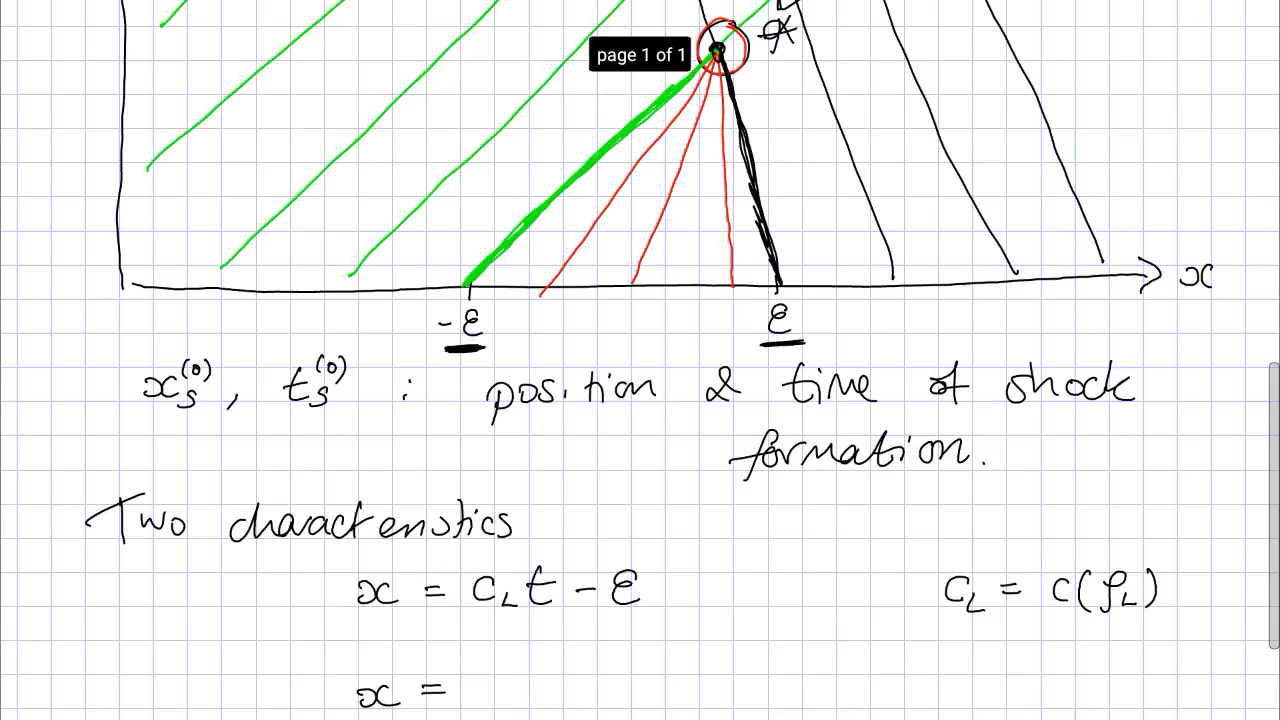 page 1 of 1
x
-ε ε
x_s^(0), t_s^(0) : position & time of shock
formation.
Two characteristics
x = C_L t - ε C_L = C(ρ_L)
x =